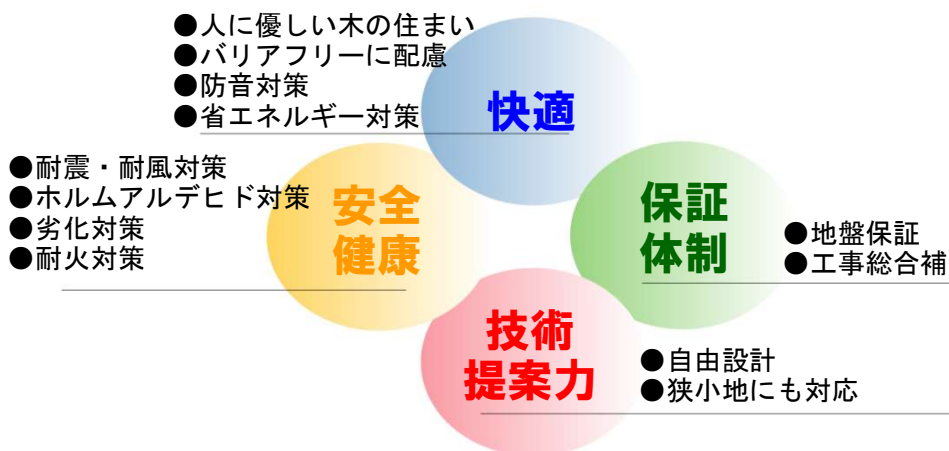 ●人に優しい木の住まい
●バリアフリーに配慮
●防音対策
●省エネルギー対策
快適
●耐震・耐風対策
●ホルムアルデヒド対策
●劣化対策
●耐火対策
安全
健康
保証
体制
●地盤保証
●工事総合補
技術
提案力
●自由設計
●狭小地にも対応